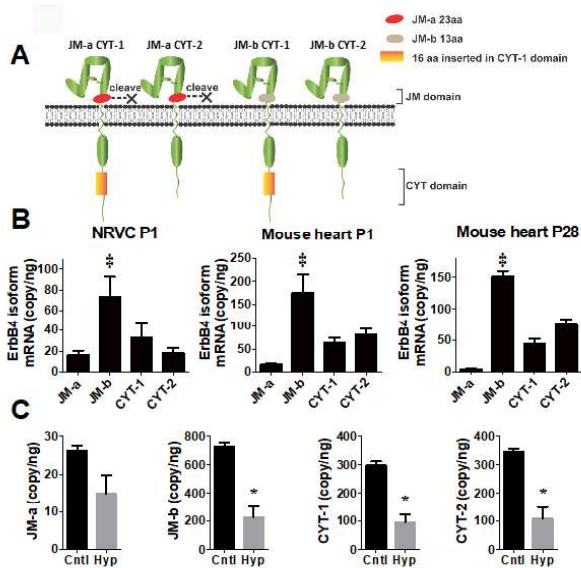 JM-a 23aa
JM-b 13aa
16 aa inserted in CYT-1 domain
A
JM-a CYT-1 JM-a CYT-2 JM-b CYT-1 JM-b CYT-2
cleave cleave
JM domain
CYT domain
B
NRVC P1
ErbB4 isoform
mRNA (copy/ng)
100
80
60
40
20
0
‡
JM-a JM-b CYT-1 CYT-2
Mouse heart P1
ErbB4 isoform
mRNA (copy/ng)
250
200
150
100
50
0
‡
JM-a JM-b CYT-1 CYT-2
Mouse heart P28
ErbB4 isoform
mRNA (copy/ng)
150
100
50
0
‡
JM-a JM-b CYT-1 CYT-2
C
JM-a (copy/ng)
30
20
10
0
Cntl Hyp
JM-b (copy/ng)
800
600
400
200
0
*
Cntl Hyp
CYT-1 (copy/ng)
400
300
200
100
0
*
Cntl Hyp
CYT-2 (copy/ng)
400
300
200
100
0
*
Cntl Hyp